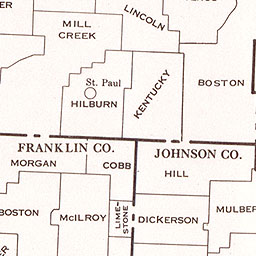 LINCOLN
MILL
CREEK
St. Paul
HILBURN
KENTUCKY
BOSTON
FRANKLIN CO.
JOHNSON CO.
MORGAN
COBB
HILL
BOSTON
McILROY
LIME-
STONE
DICKERSON
MULBER